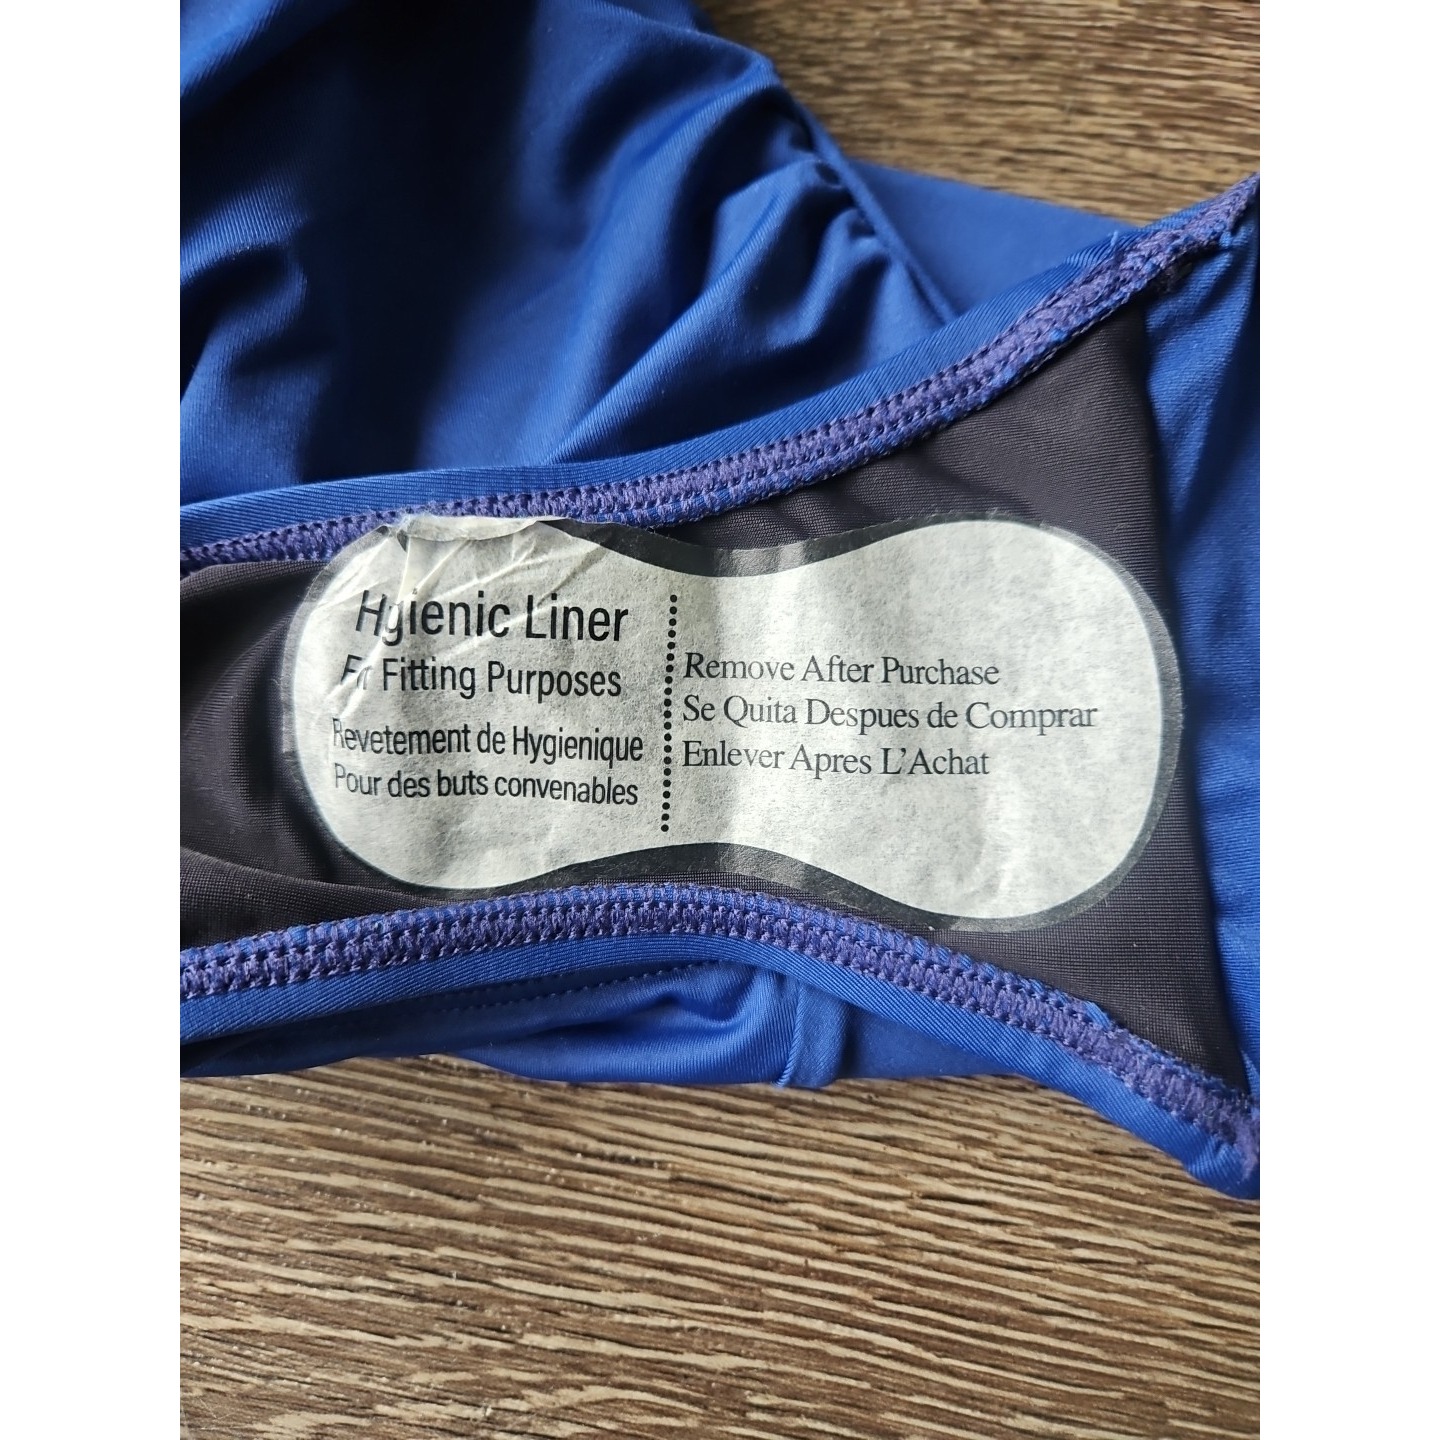 Hygienic Liner
For Fitting Purposes
Revetement de Hygienique
Pour des buts convenables
Remove After Purchase
Se Quita Despues de Comprar
Enlever Apres L'Achat